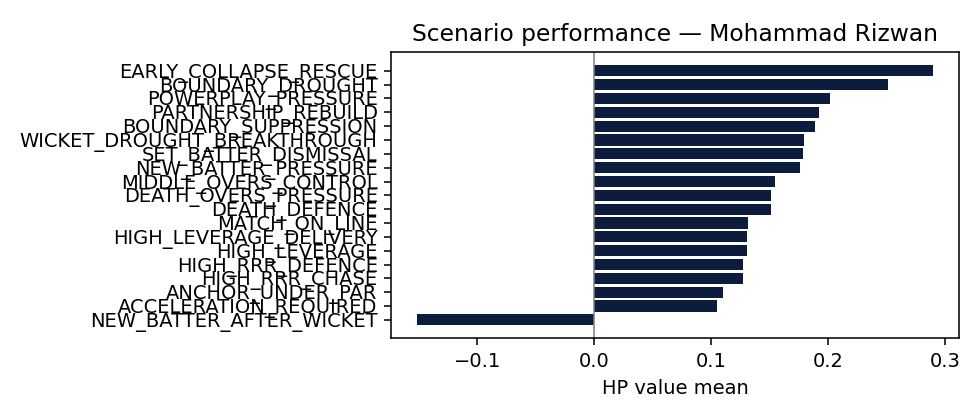 Scenario performance — Mohammad Rizwan
EARLY_COLLAPSE_RESCUE
BOUNDARY_DROUGHT
POWERPLAY_PRESSURE
PARTNERSHIP_REBUILD
BOUNDARY_SUPPRESSION
WICKET_DROUGHT_BREAKTHROUGH
SET_BATTER_DISMISSAL
NEW_BATTER_PRESSURE
MIDDLE_OVERS_CONTROL
DEATH_OVERS_PRESSURE
DEATH_DEFENCE
MATCH_ON_LINE
HIGH_LEVERAGE_DELIVERY
HIGH_LEVERAGE
HIGH_RRR_DEFENCE
HIGH_RRR_CHASE
ANCHOR_UNDER_PAR
ACCELERATION_REQUIRED
NEW_BATTER_AFTER_WICKET
−0.1 0.0 0.1 0.2 0.3
HP value mean